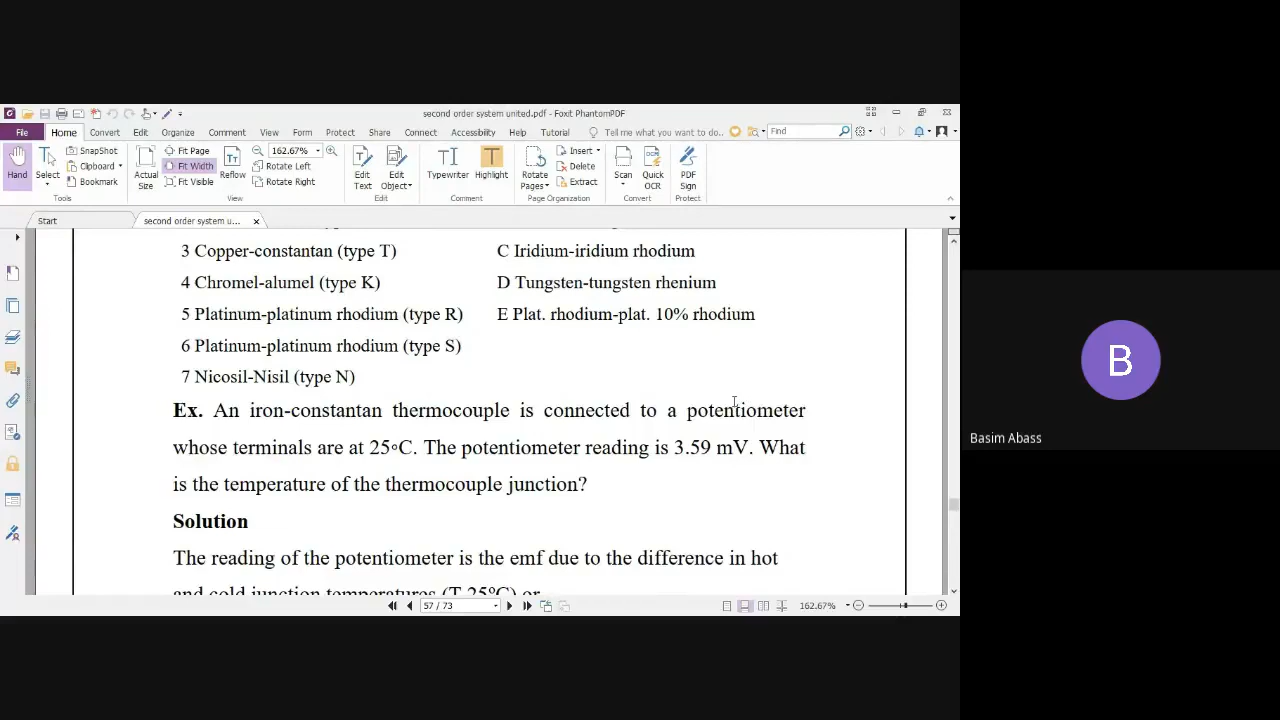 second order system united.pdf - Foxit PhantomPDF
File Home Convert Edit Organize Comment View Form Protect Share Connect Accessibility Help Tutorial Tell me what you want to do.. Find
Hand
Select
SnapShot
Clipboard
Bookmark
Tools
Actual Size
Fit Page
Fit Width
Fit Visible
Reflow
162.67%
Rotate Left
Rotate Right
View
Edit Text
Edit Object
Edit
Typewriter
Highlight
Comment
Rotate Pages
Insert
Delete
Extract
Page Organization
Scan
Quick OCR
Convert
PDF Sign
Protect
Start
second order system u...
3 Copper-constantan (type T) C Iridium-iridium rhodium
4 Chromel-alumel (type K) D Tungsten-tungsten rhenium
5 Platinum-platinum rhodium (type R) E Plat. rhodium-plat. 10% rhodium
6 Platinum-platinum rhodium (type S)
7 Nicosil-Nisil (type N)
Ex. An iron-constantan thermocouple is connected to a potentiometer
whose terminals are at 25∘C. The potentiometer reading is 3.59 mV. What
is the temperature of the thermocouple junction?
Solution
The reading of the potentiometer is the emf due to the difference in hot
and cold junction temperatures (T-25ºC) or
57 / 73
162.67%
B
Basim Abass